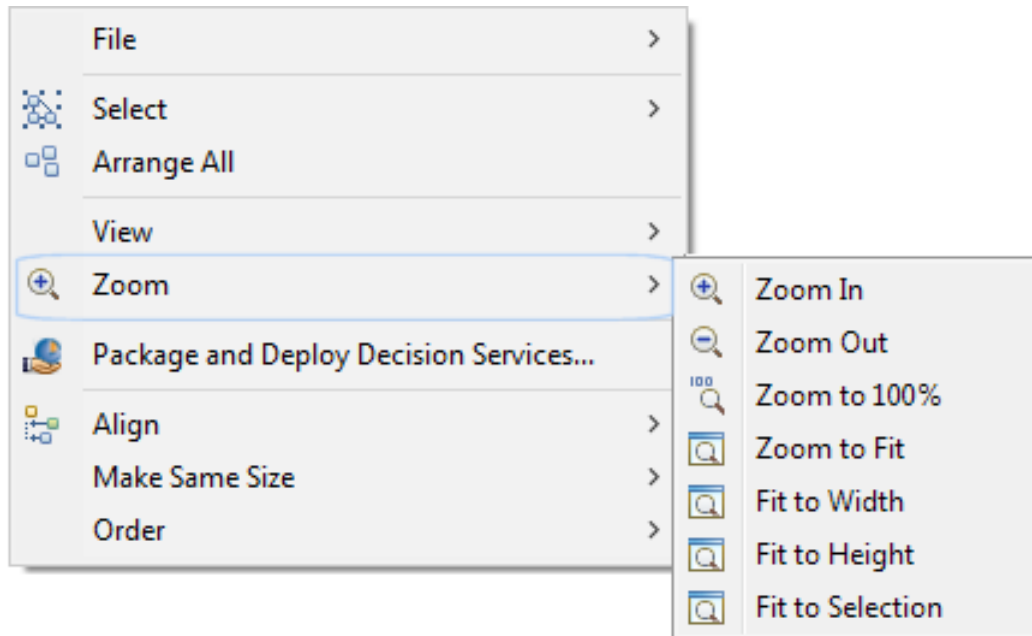 File
Select
Arrange All
View
Zoom
Package and Deploy Decision Services...
Align
Make Same Size
Order
Zoom In
Zoom Out
100
Zoom to 100%
Zoom to Fit
Fit to Width
Fit to Height
Fit to Selection